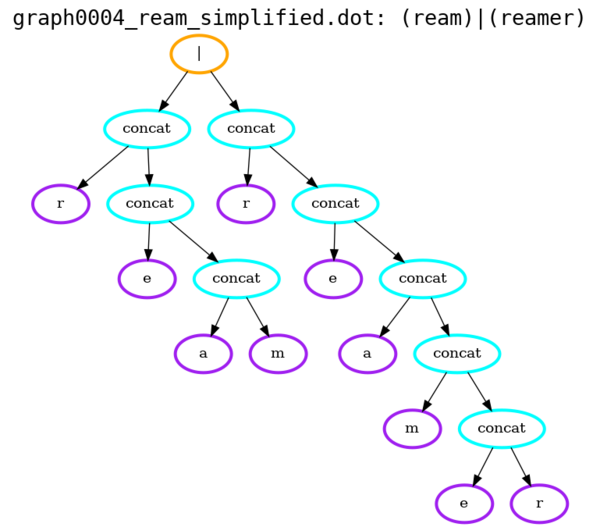 graph0004_ream_simplified.dot: (ream)|(reamer)
|
concat concat
r concat r concat
e concat e concat
a m a concat
m concat
e r